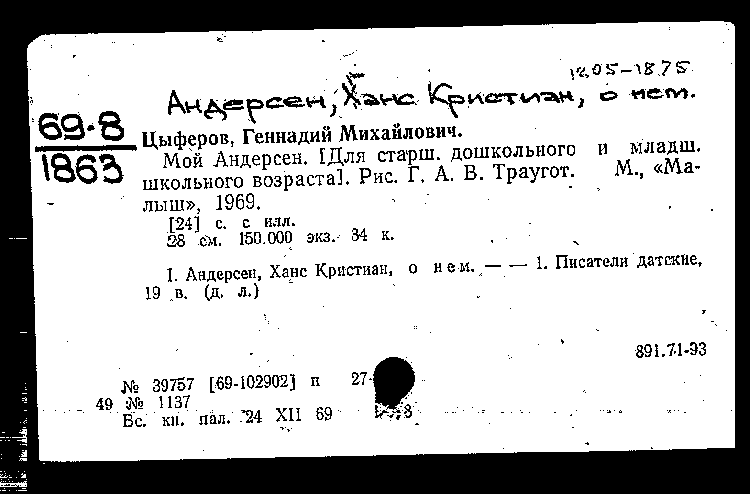 1805-1875
Андерсен, Ханс Кристиан, о нем.
69-8
1863
Цыферов, Геннадий Михайлович.
Мой Андерсен. [Для старш. дошкольного и младш.
школьного возраста]. Рис. Г. А. В. Траугот. М., «Ма-
лыш», 1969.
[24] с. с илл.
28 см. 150.000 экз. 34 к.
I. Андерсен, Ханс Кристиан, о нем. — — 1. Писатели датские,
19 в. (д. л.)
891.71-93
№ 39757 [69-102902] п 27-
49 № 1137
Вс. кн. пал. 24 XII 69